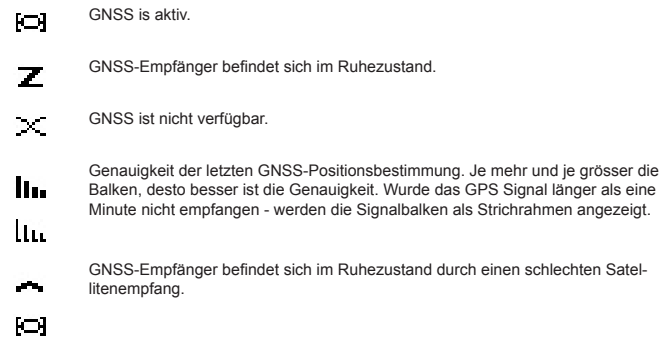 GNSS is aktiv.
GNSS-Empfänger befindet sich im Ruhezustand.
GNSS ist nicht verfügbar.
Genauigkeit der letzten GNSS-Positionsbestimmung. Je mehr und je grösser die
Balken, desto besser ist die Genauigkeit. Wurde das GPS Signal länger als eine
Minute nicht empfangen - werden die Signalbalken als Strichrahmen angezeigt.
GNSS-Empfänger befindet sich im Ruhezustand durch einen schlechten Satel-
litenempfang.